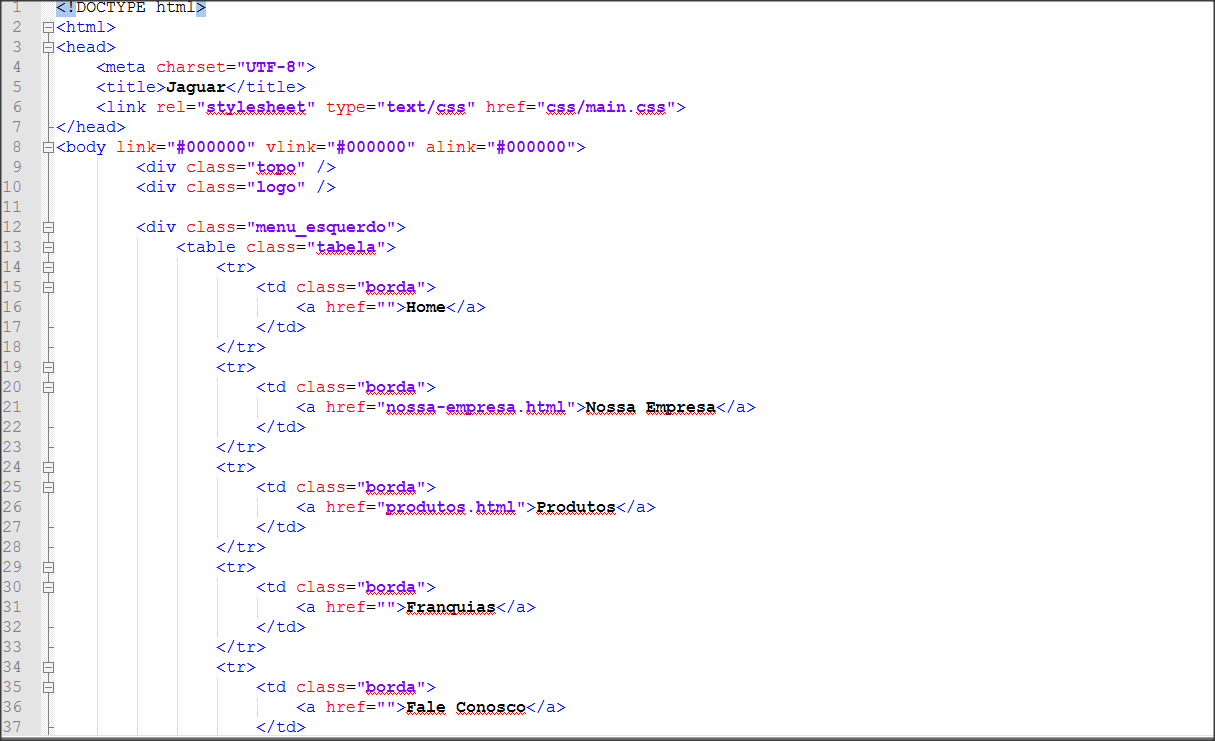 1 <!DOCTYPE html>
2 <html>
3 <head>
4 <meta charset="UTF-8">
5 <title>Jaguar</title>
6 <link rel="stylesheet" type="text/css" href="css/main.css">
7 </head>
8 <body link="#000000" vlink="#000000" alink="#000000">
9 <div class="topo" />
10 <div class="logo" />
11
12 <div class="menu_esquerdo">
13 <table class="tabela">
14 <tr>
15 <td class="borda">
16 <a href="">Home</a>
17 </td>
18 </tr>
19 <tr>
20 <td class="borda">
21 <a href="nossa-empresa.html">Nossa Empresa</a>
22 </td>
23 </tr>
24 <tr>
25 <td class="borda">
26 <a href="produtos.html">Produtos</a>
27 </td>
28 </tr>
29 <tr>
30 <td class="borda">
31 <a href="">Franquias</a>
32 </td>
33 </tr>
34 <tr>
35 <td class="borda">
36 <a href="">Fale Conosco</a>
37 </td>